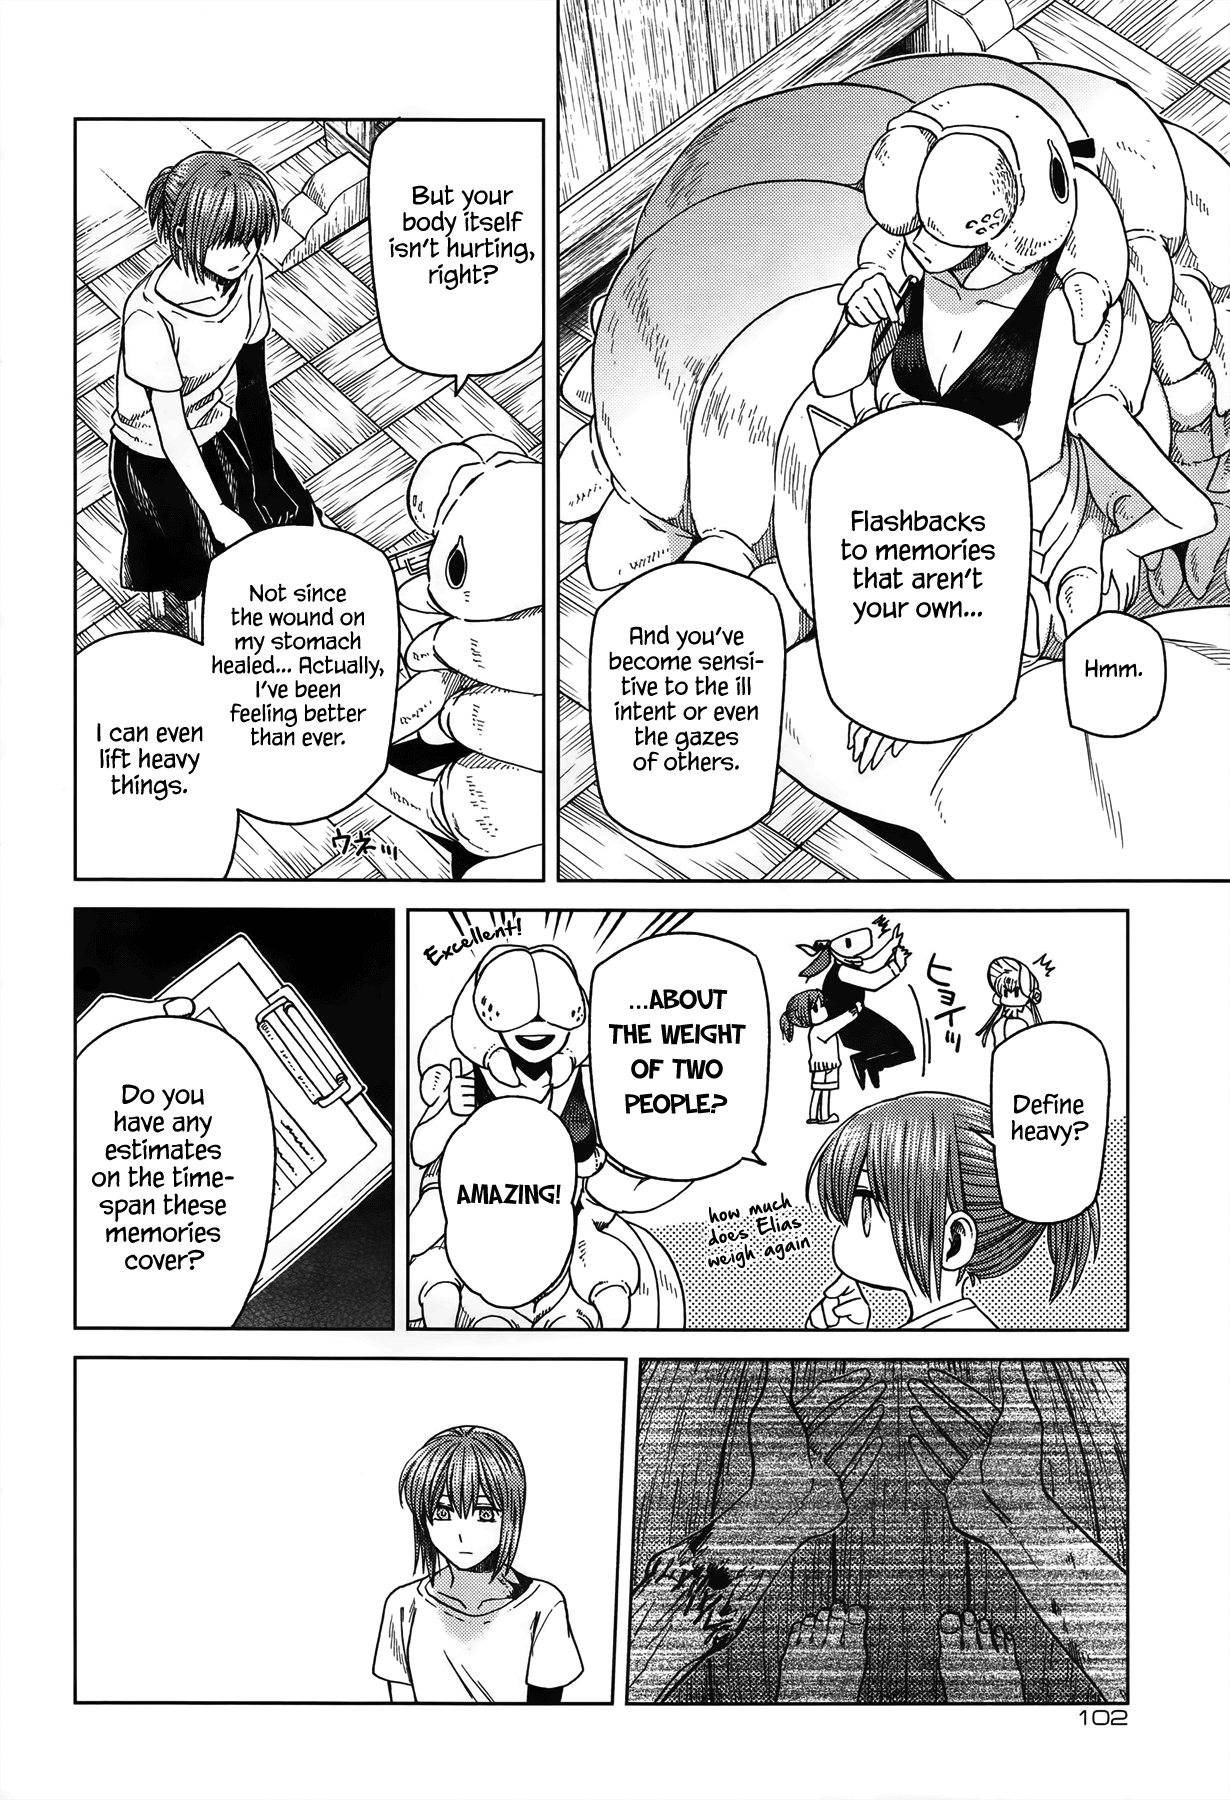 Hmm.
Flashbacks
to memories
that aren't
your own...
And you've
become sensi-
tive to the ill
intent or even
the gazes
of others.
But your
body itself
isn't hurting,
right?
Not since
the wound on
my stomach
healed... Actually,
I've been
feeling better
than ever.
I can even
lift heavy
things.
ウネッ
Define
heavy?
ヒョイッ
how much
does Elias
weigh again
...ABOUT
THE WEIGHT
OF TWO
PEOPLE?
Excellent!
AMAZING!
Do you
have any
estimates
on the time-
span these
memories
cover?
102